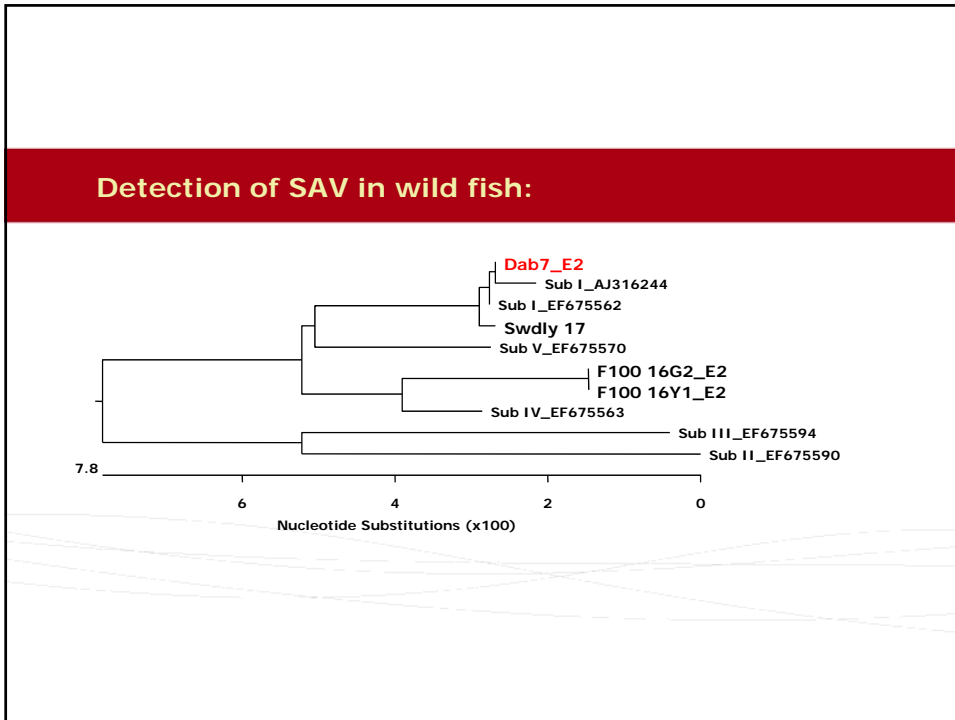 Detection of SAV in wild fish:
Dab7_E2
Sub I_AJ316244
Sub I_EF675562
Swdly 17
Sub V_EF675570
F100 16G2_E2
F100 16Y1_E2
Sub IV_EF675563
Sub III_EF675594
Sub II_EF675590
7.8
6 4 2 0
Nucleotide Substitutions (x100)